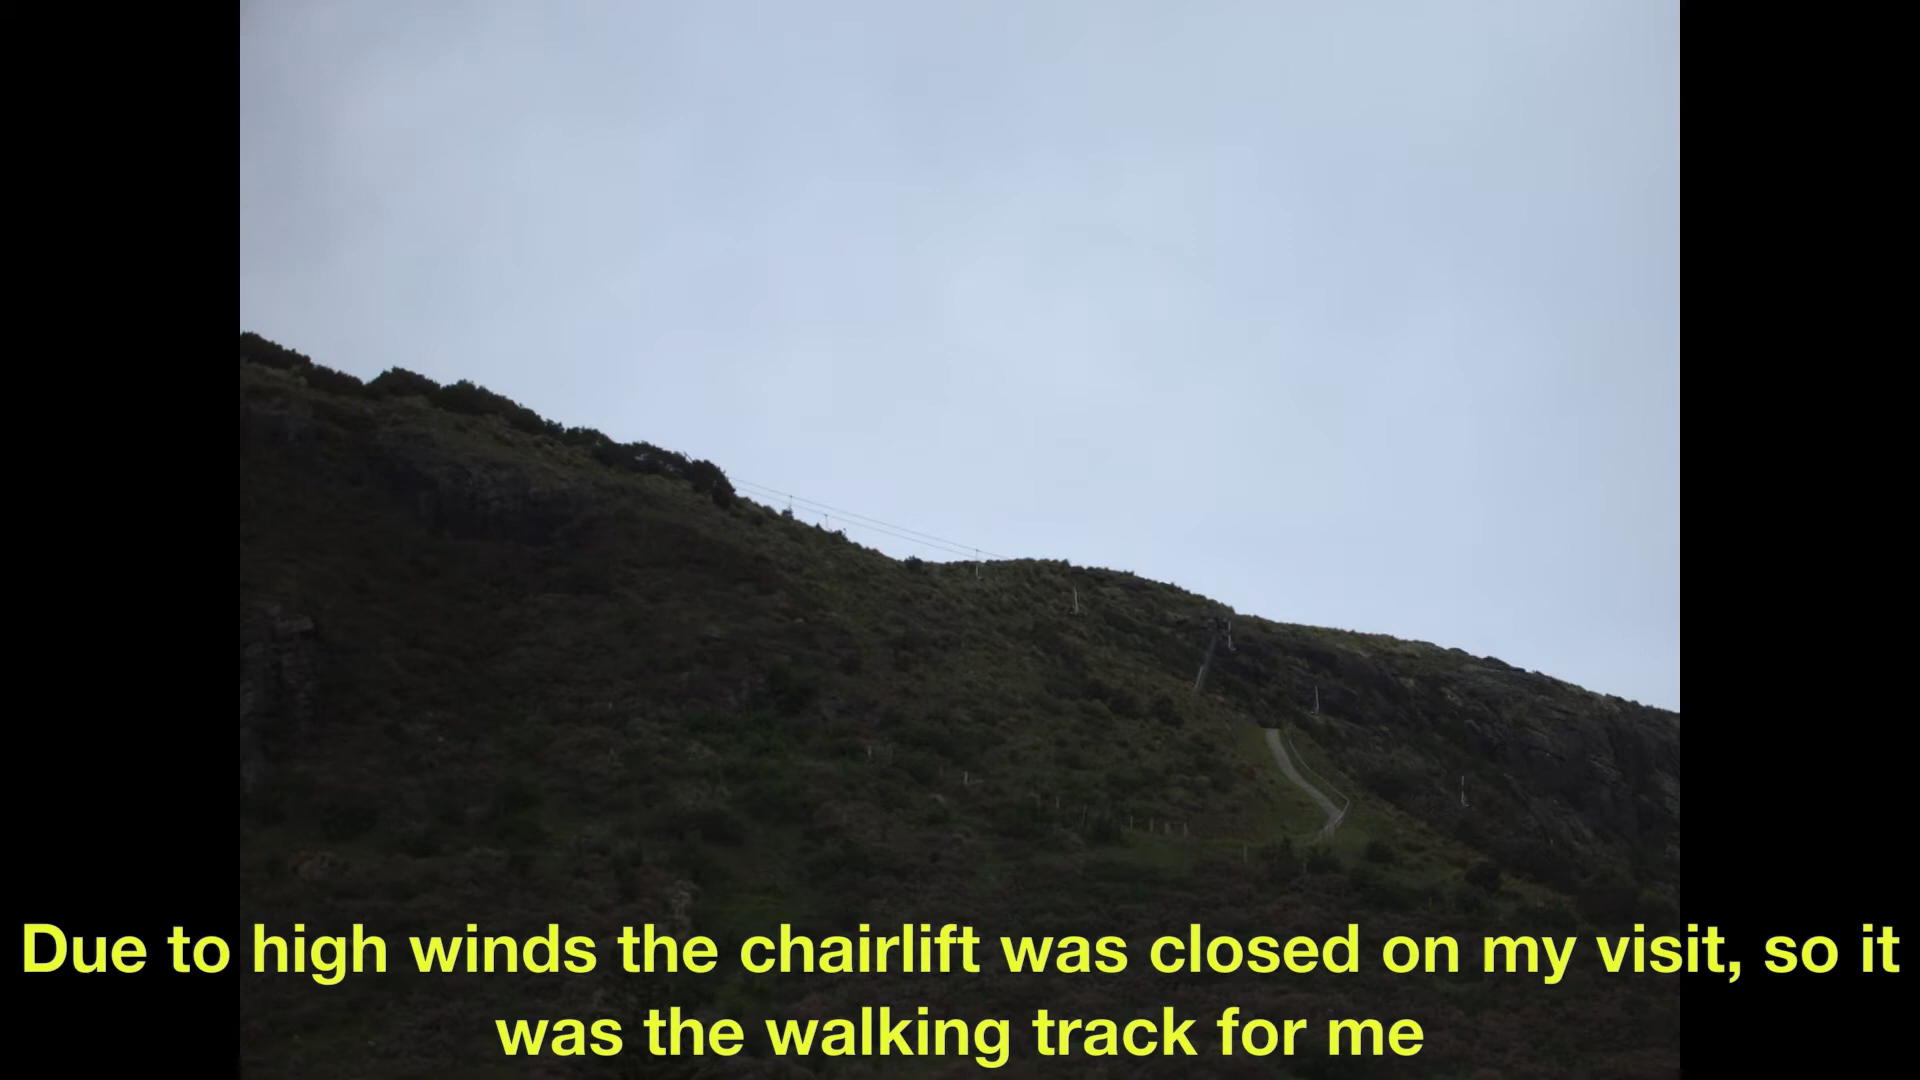 Due to high winds the chairlift was closed on my visit, so it
was the walking track for me